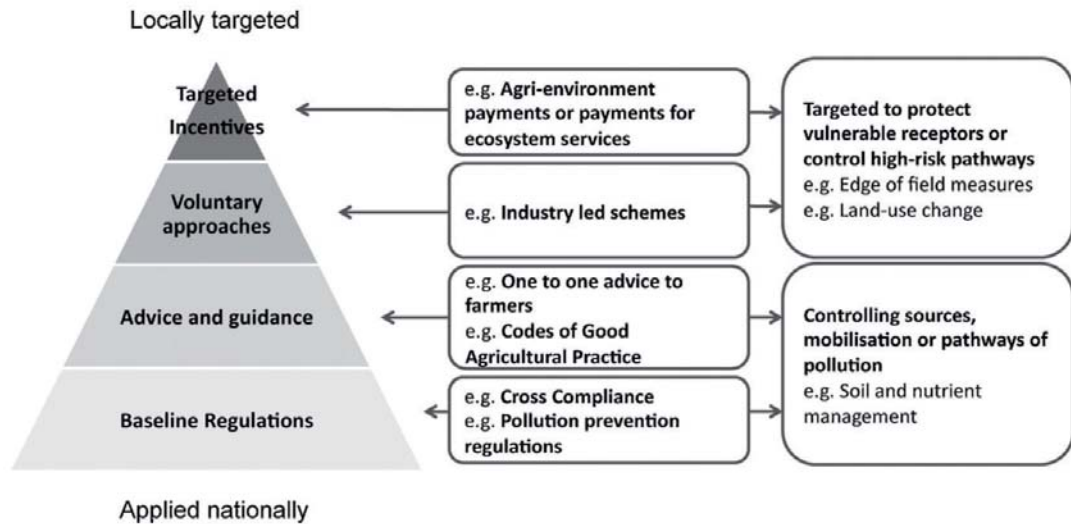 Locally targeted
Targeted
Incentives
Voluntary
approaches
Advice and guidance
Baseline Regulations
Applied nationally
e.g. Agri-environment
payments or payments for
ecosystem services
e.g. Industry led schemes
e.g. One to one advice to
farmers
e.g. Codes of Good
Agricultural Practice
e.g. Cross Compliance
e.g. Pollution prevention
regulations
Targeted to protect
vulnerable receptors or
control high-risk pathways
e.g. Edge of field measures
e.g. Land-use change
Controlling sources,
mobilisation or pathways of
pollution
e.g. Soil and nutrient
management